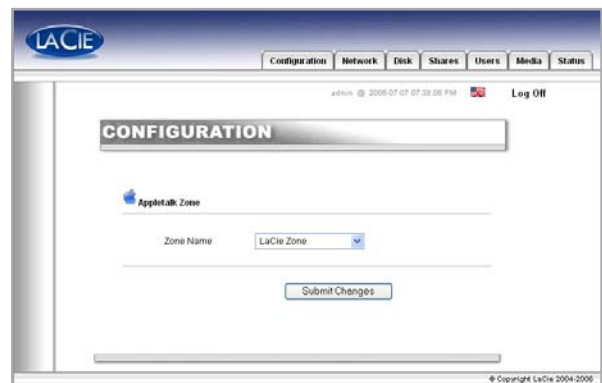 LACIE
Configuration Network Disk Shares Users Media Status
admin @ 2006-07-07 07:38:06 PM Log Off
CONFIGURATION
Appletalk Zone
Zone Name LaCie Zone
Submit Changes
Copyright LaCie 2004-2006